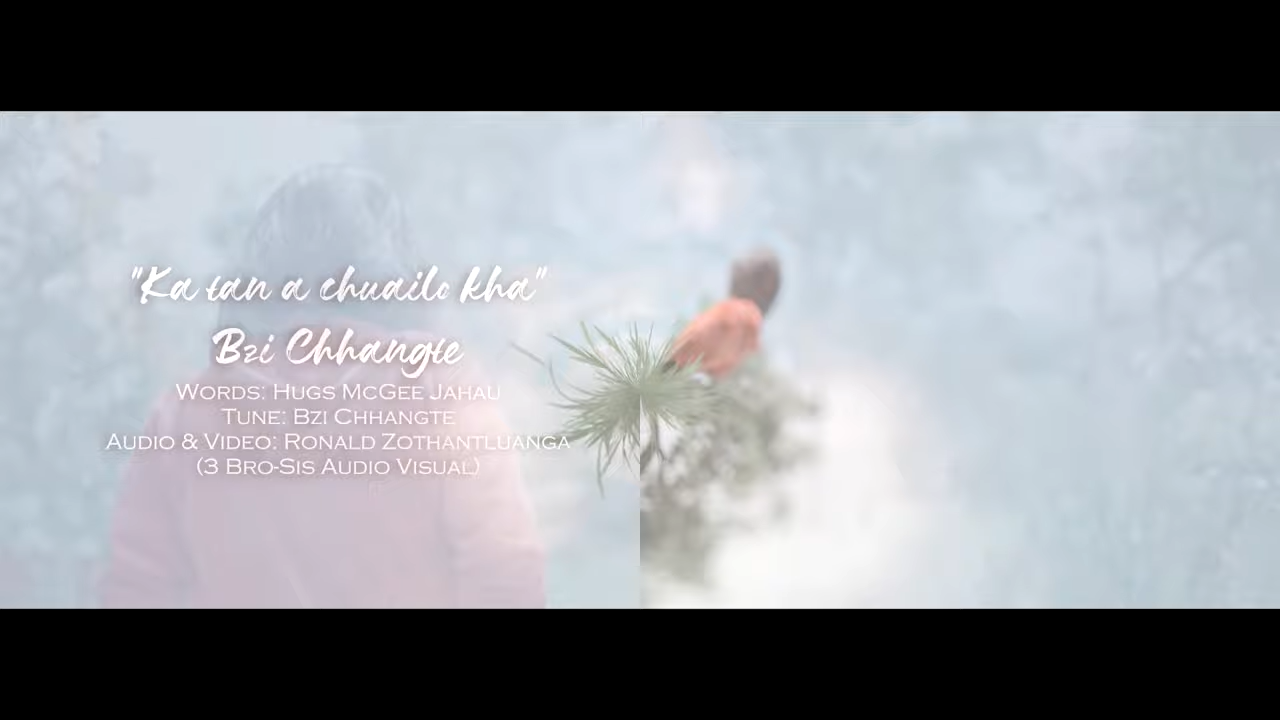 "Ka ṭan a chuailo kha"
Bzi Chhangte
Words: Hugs McGee Jahau
Tune: Bzi Chhangte
Audio & Video: Ronald Zothantluanga
(3 Bro-Sis Audio Visual)